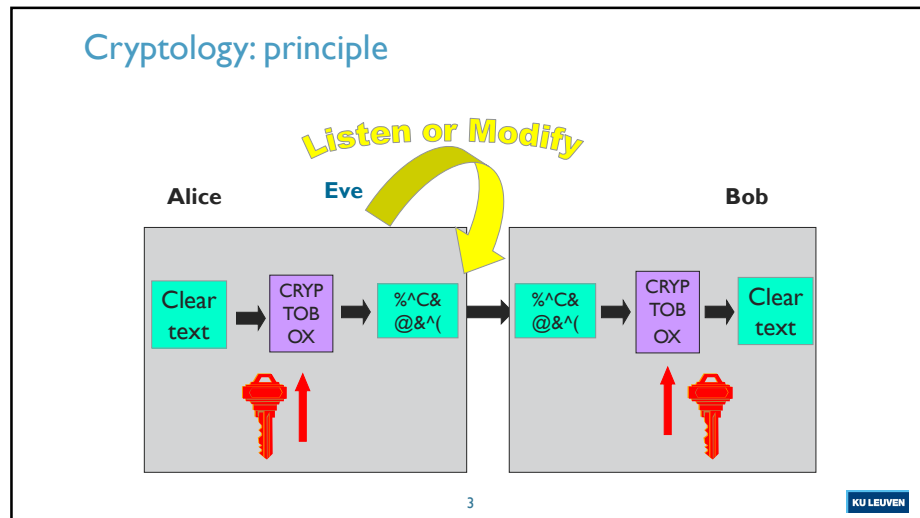 Cryptology: principle
Listen or Modify
Alice
Eve
Bob
Clear
text
CRYP
TOB
OX
%^C&
@&^(
%^C&
@&^(
CRYP
TOB
OX
Clear
text
3
KU LEUVEN